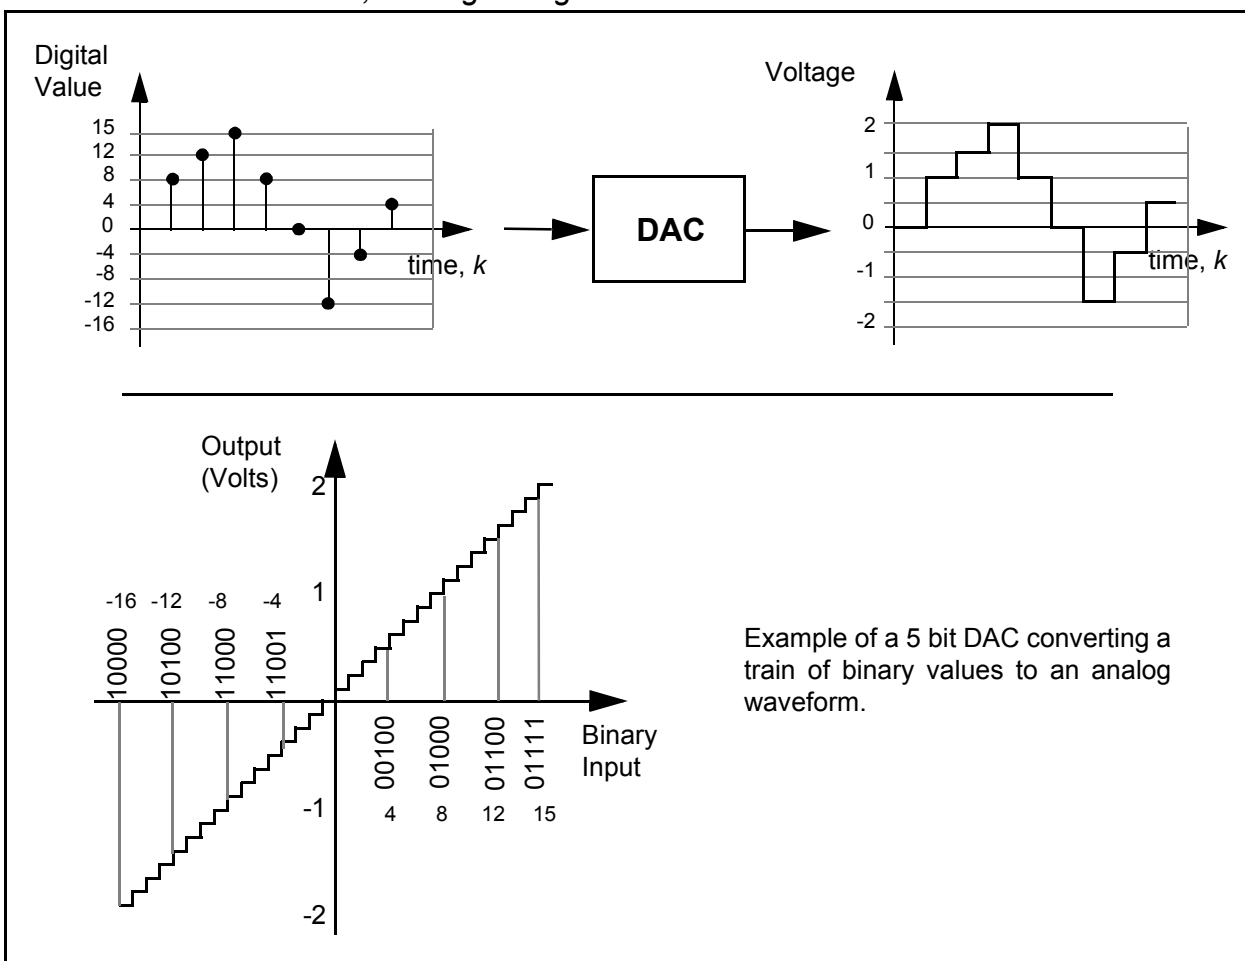 Digital
Value
15
12
8
4
0
-4
-8
-12
-16
time, k
DAC
Voltage
2
1
0
-1
-2
time, k
Output
(Volts)
2
1
-1
-2
-16 -12 -8 -4
10000 10100 11000 11001
00100 01000 01100 01111
4 8 12 15
Binary
Input
Example of a 5 bit DAC converting a
train of binary values to an analog
waveform.